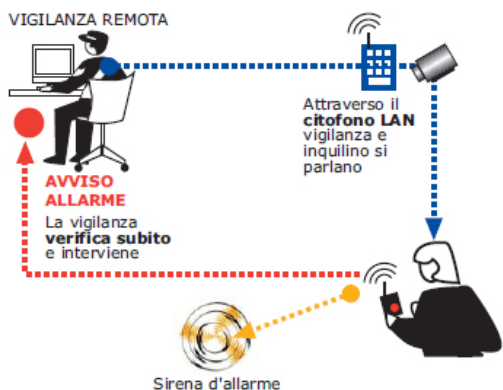 VIGILANZA REMOTA
Attraverso il
citofono LAN
vigilanza e
inquilino si
parlano
AVVISO
ALLARME
La vigilanza
verifica subito
e interviene
Sirena d'allarme